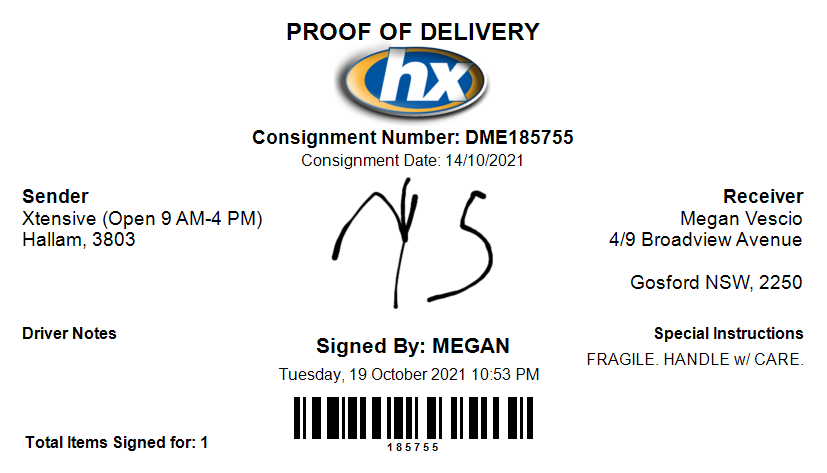 PROOF OF DELIVERY
hx
Consignment Number: DME185755
Consignment Date: 14/10/2021
Sender
Xtensive (Open 9 AM-4 PM)
Hallam, 3803
Receiver
Megan Vescio
4/9 Broadview Avenue
Gosford NSW, 2250
Driver Notes
Signed By: MEGAN
Tuesday, 19 October 2021 10:53 PM
Special Instructions
FRAGILE. HANDLE w/ CARE.
185755
Total Items Signed for: 1